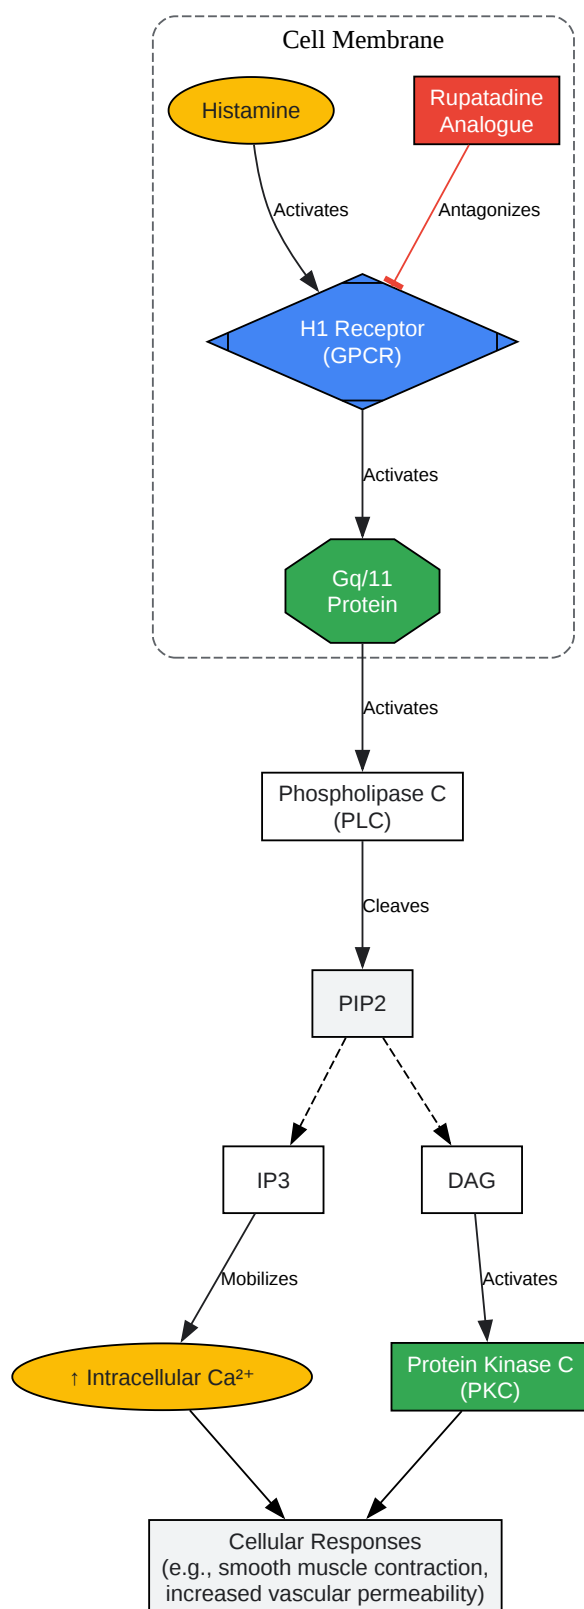 Cell Membrane
Histamine
Rupatadine
Analogue
Activates
Antagonizes
H1 Receptor
(GPCR)
Activates
Gq/11
Protein
Activates
Phospholipase C
(PLC)
Cleaves
PIP2
IP3
DAG
Mobilizes
Activates
↑ Intracellular Ca²⁺
Protein Kinase C
(PKC)
Cellular Responses
(e.g., smooth muscle contraction,
increased vascular permeability)